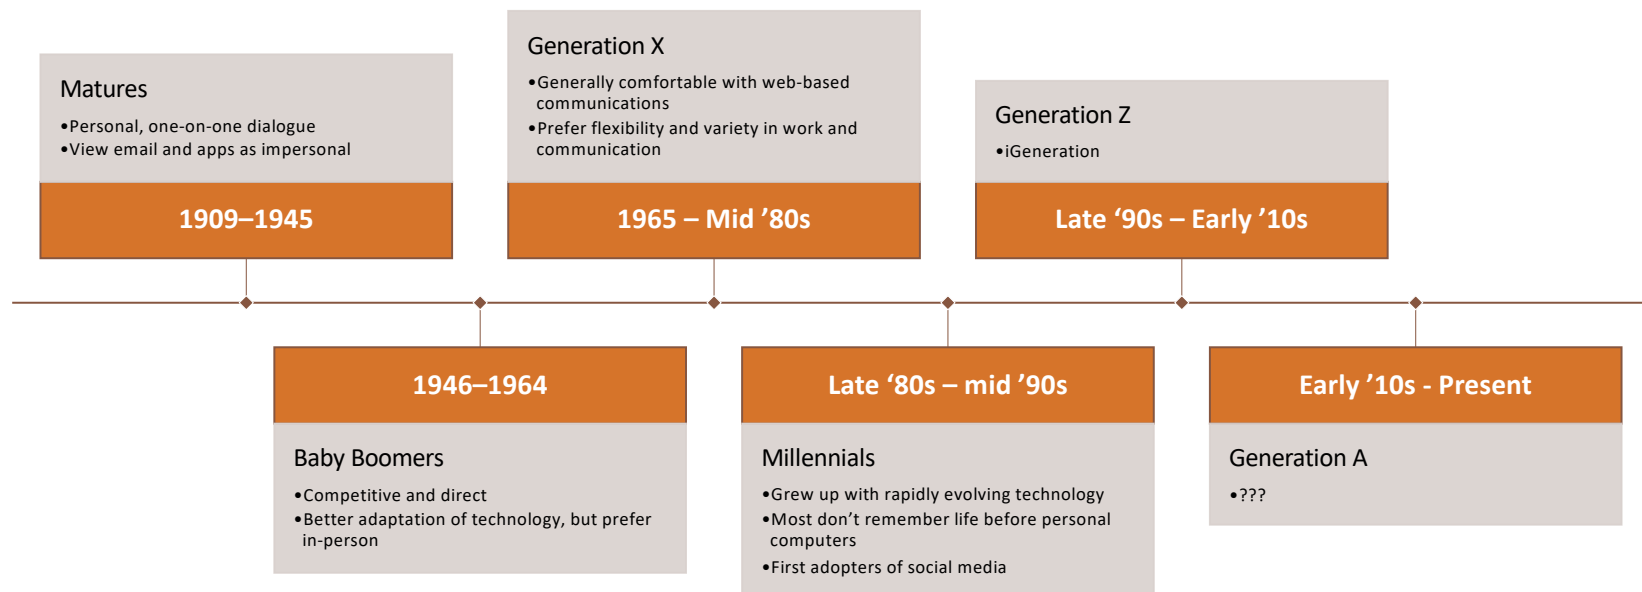 Matures
•Personal, one-on-one dialogue
•View email and apps as impersonal
1909–1945
1946–1964
Baby Boomers
•Competitive and direct
•Better adaptation of technology, but prefer
in-person
Generation X
•Generally comfortable with web-based
communications
•Prefer flexibility and variety in work and
communication
1965 – Mid ’80s
Late ‘80s – mid ’90s
Millennials
•Grew up with rapidly evolving technology
•Most don’t remember life before personal
computers
•First adopters of social media
Generation Z
•iGeneration
Late ‘90s – Early ’10s
Early ’10s - Present
Generation A
•???